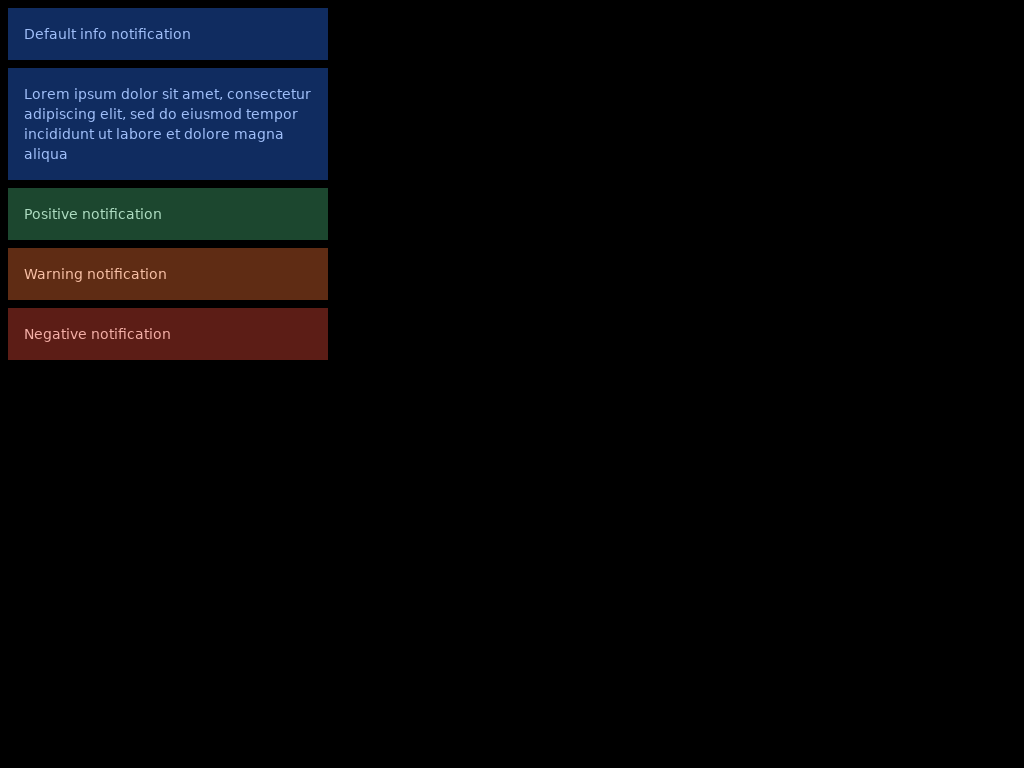 Default info notification
Lorem ipsum dolor sit amet, consectetur
adipiscing elit, sed do eiusmod tempor
incididunt ut labore et dolore magna
aliqua
Positive notification
Warning notification
Negative notification